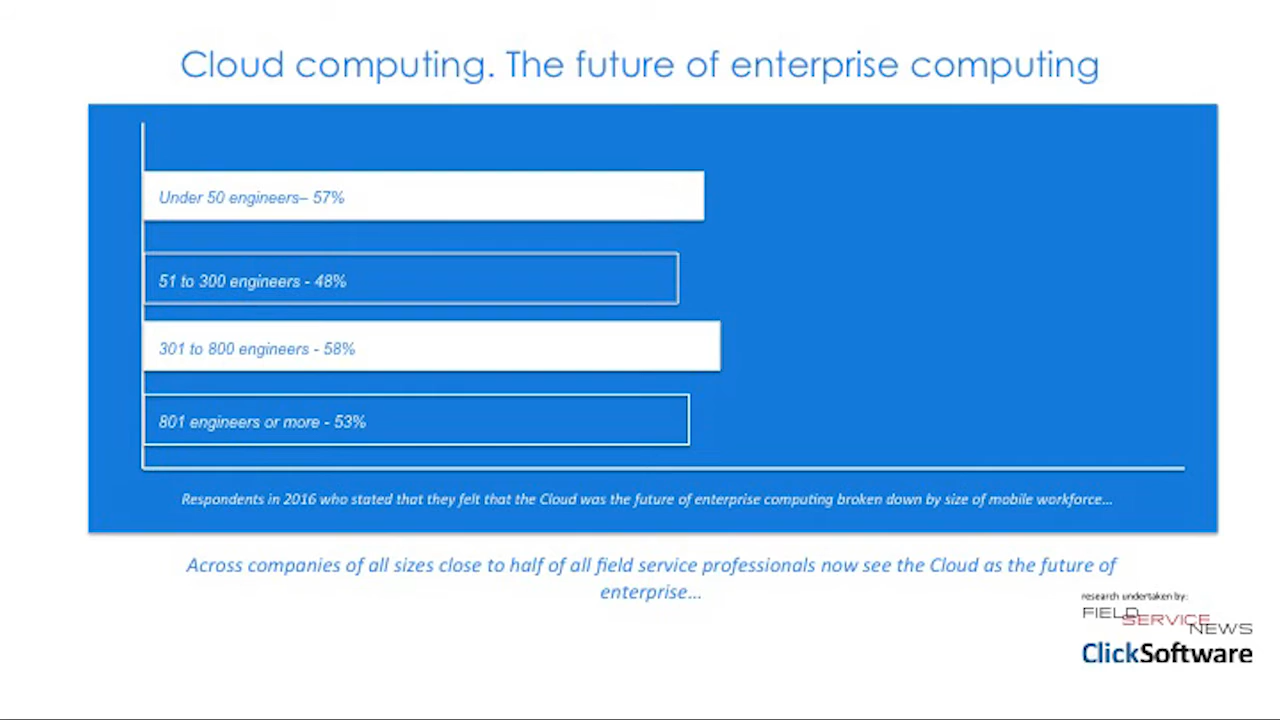 Cloud computing. The future of enterprise computing
Under 50 engineers– 57%
51 to 300 engineers - 48%
301 to 800 engineers - 58%
801 engineers or more - 53%
Respondents in 2016 who stated that they felt that the Cloud was the future of enterprise computing broken down by size of mobile workforce...
Across companies of all sizes close to half of all field service professionals now see the Cloud as the future of
enterprise...
research undertaken by:
FIELD
SERVICE
NEWS
ClickSoftware